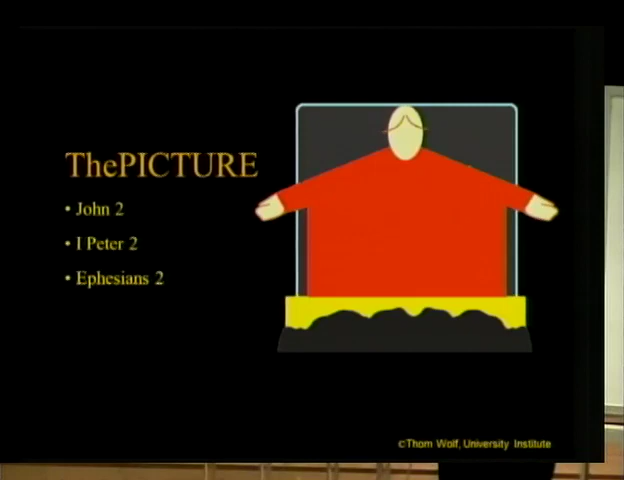 ThePICTURE
• John 2
• I Peter 2
• Ephesians 2
©Thom Wolf, University Institute